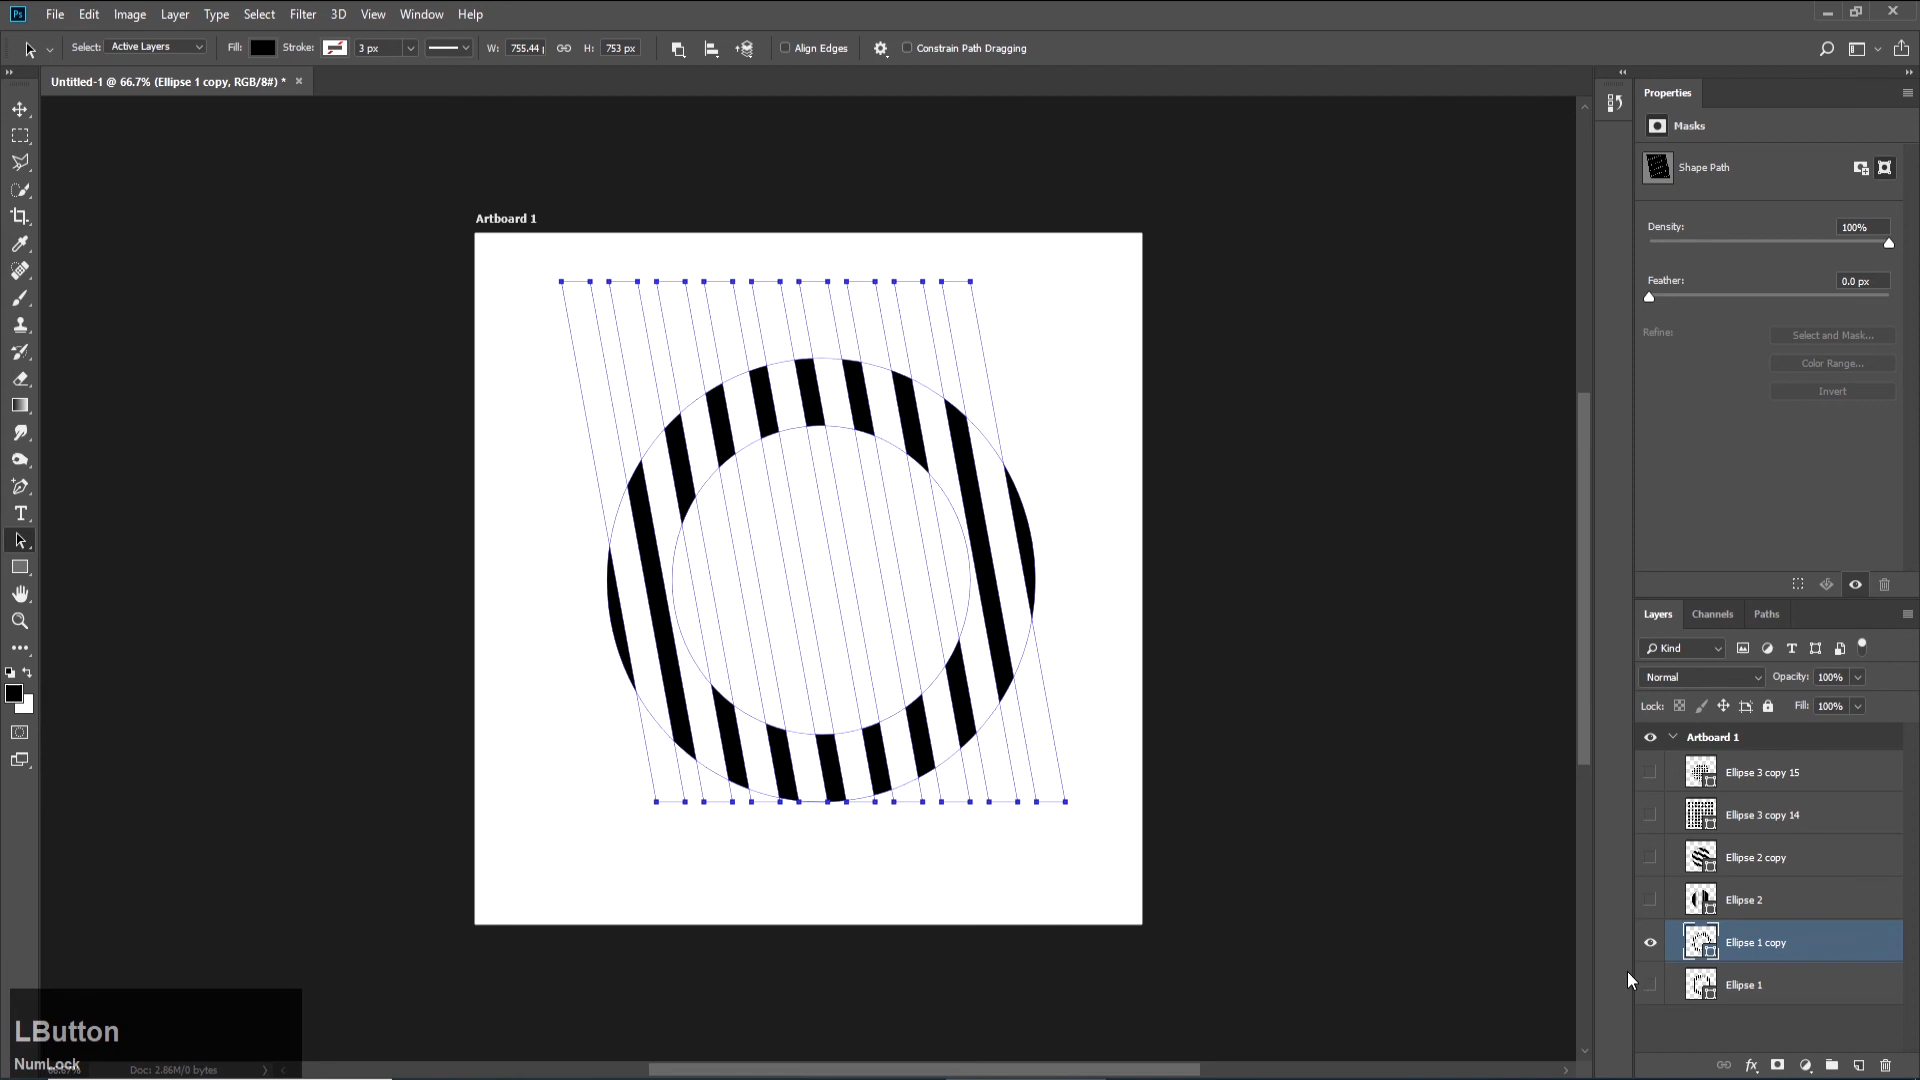 Ps File Edit Image Layer Type Select Filter 3D View Window Help
Select: Active Layers Fill: Stroke: 3 px W: 755.44 H: 753 px Align Edges Constrain Path Dragging
Untitled-1 @ 66.7% (Ellipse 1 copy, RGB/8#) *
Properties
Masks
Shape Path
Density: 100%
Feather: 0.0 px
Refine: Select and Mask...
Color Range...
Invert
Artboard 1
Layers Channels Paths
Kind
Normal Opacity: 100%
Lock: Fill: 100%
Artboard 1
Ellipse 3 copy 15
Ellipse 3 copy 14
Ellipse 2 copy
Ellipse 2
Ellipse 1 copy
Ellipse 1
LButton
NumLock
Doc: 2.86M/0 bytes